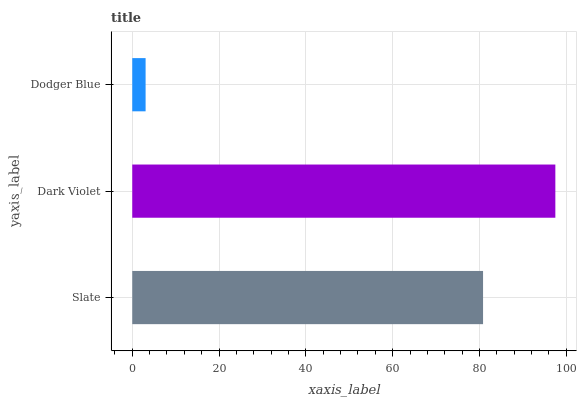 title
Dodger Blue
Dark Violet
Slate
yaxis_label
0 20 40 60 80 100
xaxis_label